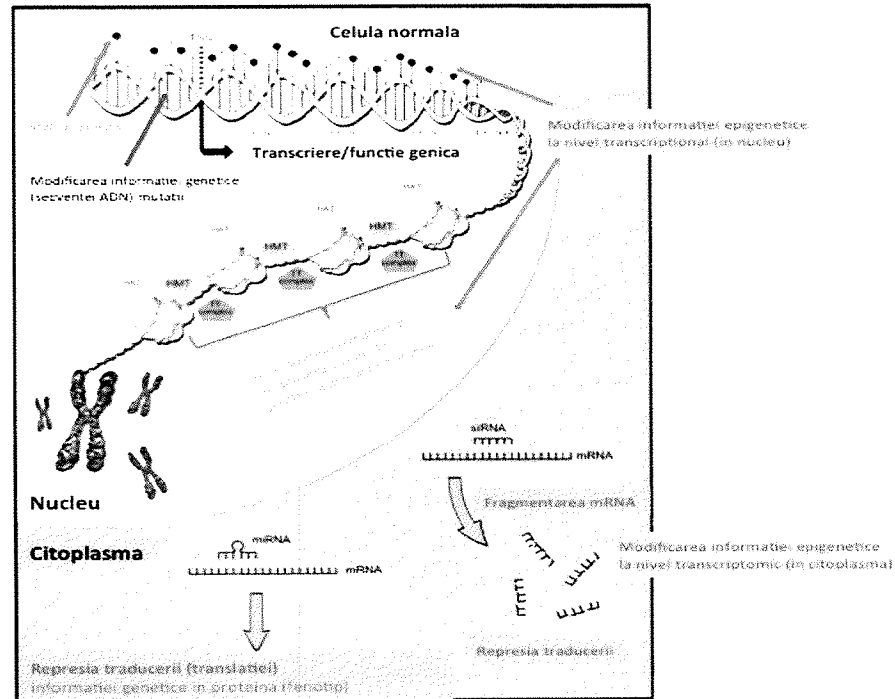 Celula normala
Modificarea informatiei epigenetice
la nivel transcriptional (in nucleu)
Transcriere/functie genica
Modificarea informatiei genetice
(secventei ADN) mutatii
HMT
HMT
HMT
siRNA
mRNA
Nucleu
Fragmentarea mRNA
Citoplasma
miRNA
mRNA
Modificarea informatiei epigenetice
la nivel transcriptomic (in citoplasma)
Represia traducerii
Represia traducerii (translatiei)
informatiei genetice in proteina (fenotip)